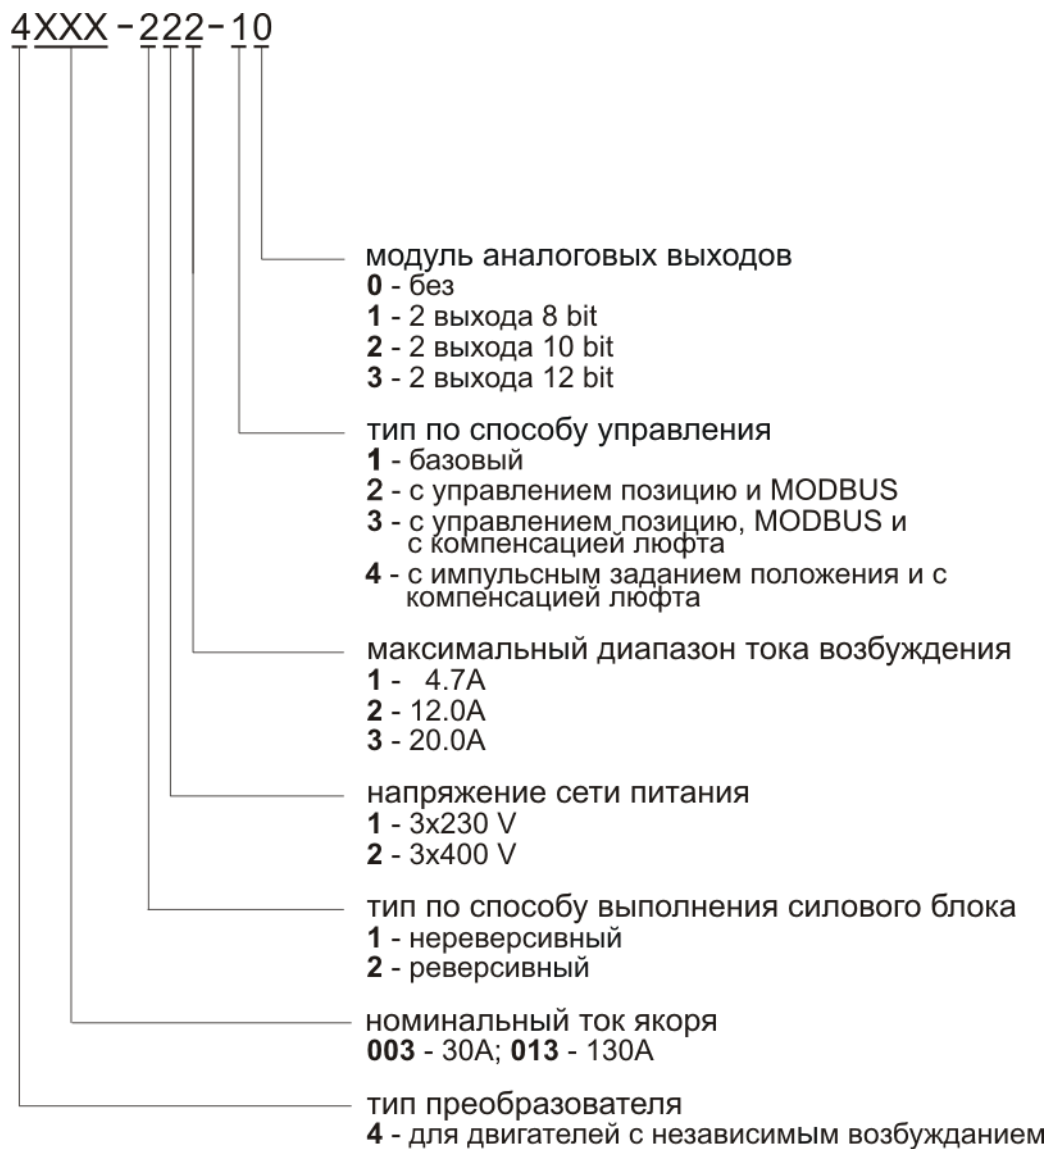 4XXX-222-10
модуль аналоговых выходов
0 - без
1 - 2 выхода 8 bit
2 - 2 выхода 10 bit
3 - 2 выхода 12 bit
тип по способу управления
1 - базовый
2 - с управлением позицию и MODBUS
3 - с управлением позицию, MODBUS и
с компенсацией люфта
4 - с импульсным заданием положения и с
компенсацией люфта
максимальный диапазон тока возбуждения
1 - 4.7A
2 - 12.0A
3 - 20.0A
напряжение сети питания
1 - 3x230 V
2 - 3x400 V
тип по способу выполнения силового блока
1 - нереверсивный
2 - реверсивный
номинальный ток якоря
003 - 30A; 013 - 130A
тип преобразователя
4 - для двигателей с независимым возбужданием